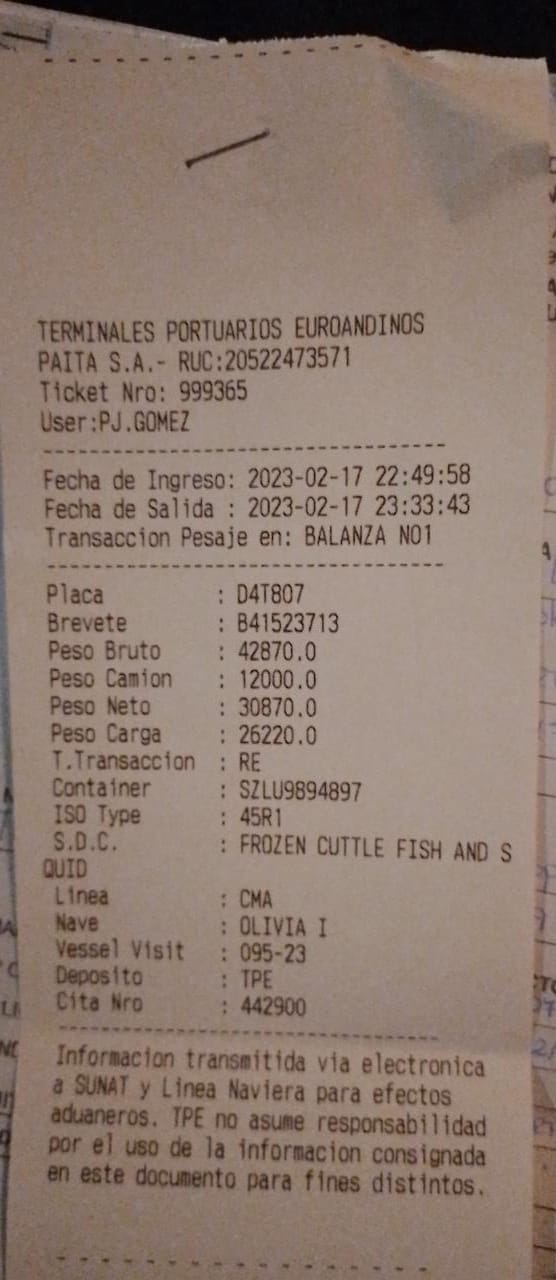 TERMINALES PORTUARIOS EUROANDINOS
PAITA S.A.- RUC:20522473571
Ticket Nro: 999365
User:PJ.GOMEZ
Fecha de Ingreso: 2023-02-17 22:49:58
Fecha de Salida : 2023-02-17 23:33:43
Transaccion Pesaje en: BALANZA NO1
Placa : D4T807
Brevete : B41523713
Peso Bruto : 42870.0
Peso Camion : 12000.0
Peso Neto : 30870.0
Peso Carga : 26220.0
T.Transaccion : RE
Container : SZLU9894897
ISO Type : 45R1
S.D.C. : FROZEN CUTTLE FISH AND S
QUID
Linea : CMA
Nave : OLIVIA I
Vessel Visit : 095-23
Deposito : TPE
Cita Nro : 442900
Informacion transmitida via electronica
a SUNAT y Linea Naviera para efectos
aduaneros. TPE no asume responsabilidad
por el uso de la informacion consignada
en este documento para fines distintos.